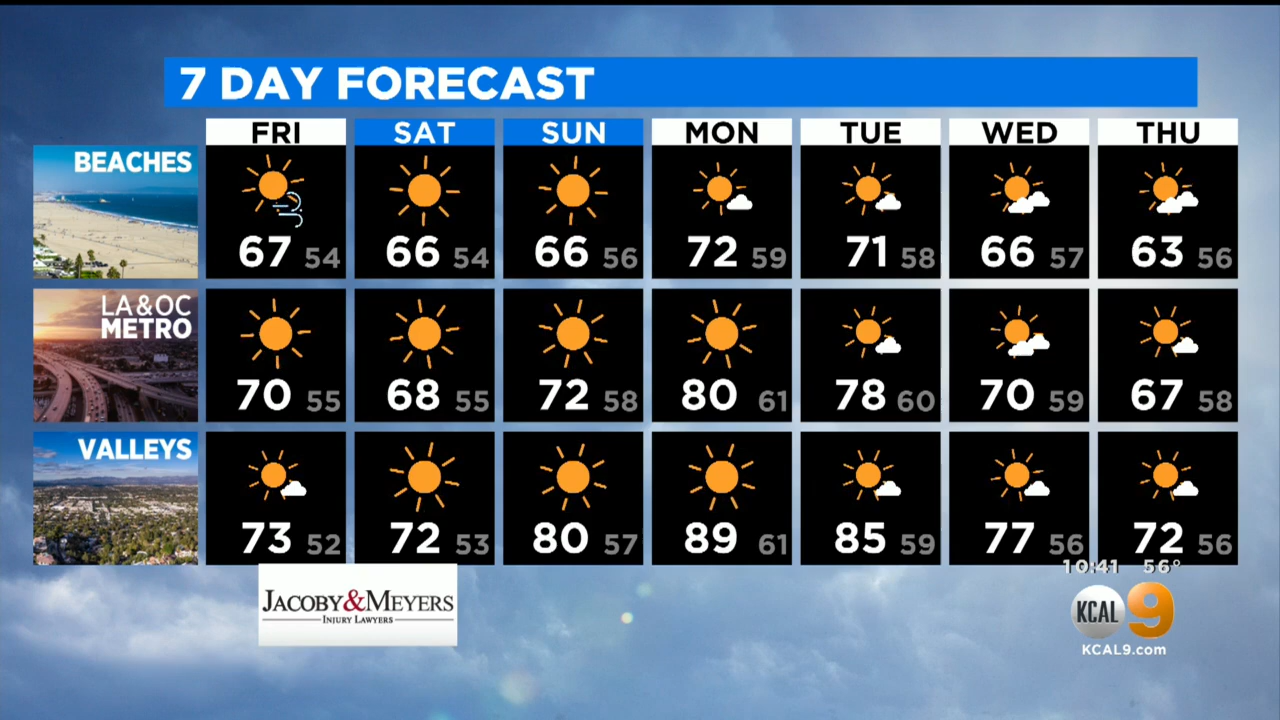 7 DAY FORECAST
FRI SAT SUN MON TUE WED THU
BEACHES
67 54 66 54 66 56 72 59 71 58 66 57 63 56
LA&OC
METRO
70 55 68 55 72 58 80 61 78 60 70 59 67 58
VALLEYS
73 52 72 53 80 57 89 61 85 59 77 56 72 56
10:41 56°
JACOBY&MEYERS
INJURY LAWYERS
KCAL 9
KCAL9.com